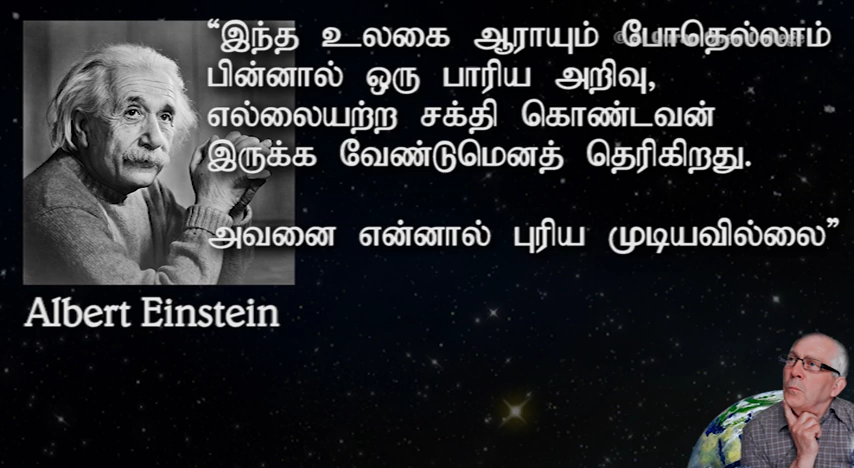 “இந்த உலகை ஆராயும் போதெல்லாம்
பின்னால் ஒரு பாரிய அறிவு,
எல்லையற்ற சக்தி கொண்டவன்
இருக்க வேண்டுமெனத் தெரிகிறது.
அவனை என்னால் புரிய முடியவில்லை”
Albert Einstein